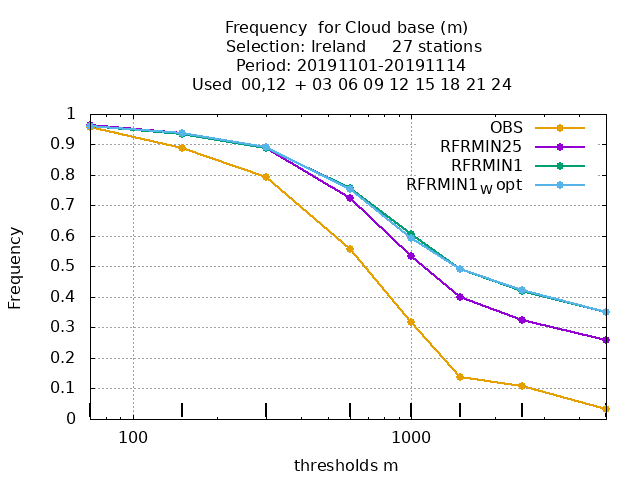 Frequency  for Cloud base (m)
Selection: Ireland     27 stations
Period: 20191101-20191114
Used  00,12  + 03 06 09 12 15 18 21 24
OBS
RFRMIN25
RFRMIN1
RFRMIN1W opt
1
0.9
0.8
0.7
0.6
0.5
0.4
0.3
0.2
0.1
0
Frequency
100
1000
thresholds m